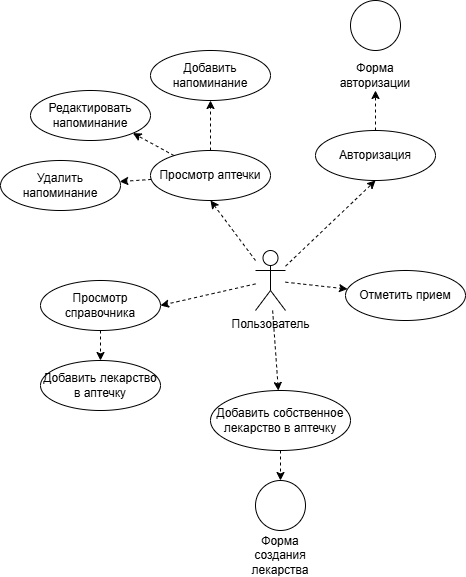 Форма
авторизации
Добавить
напоминание
Редактировать
напоминание
Авторизация
Просмотр аптечки
Удалить
напоминание
Просмотр
справочника
Отметить прием
Пользователь
Добавить лекарство
в аптечку
Добавить собственное
лекарство в аптечку
Форма
создания
лекарства